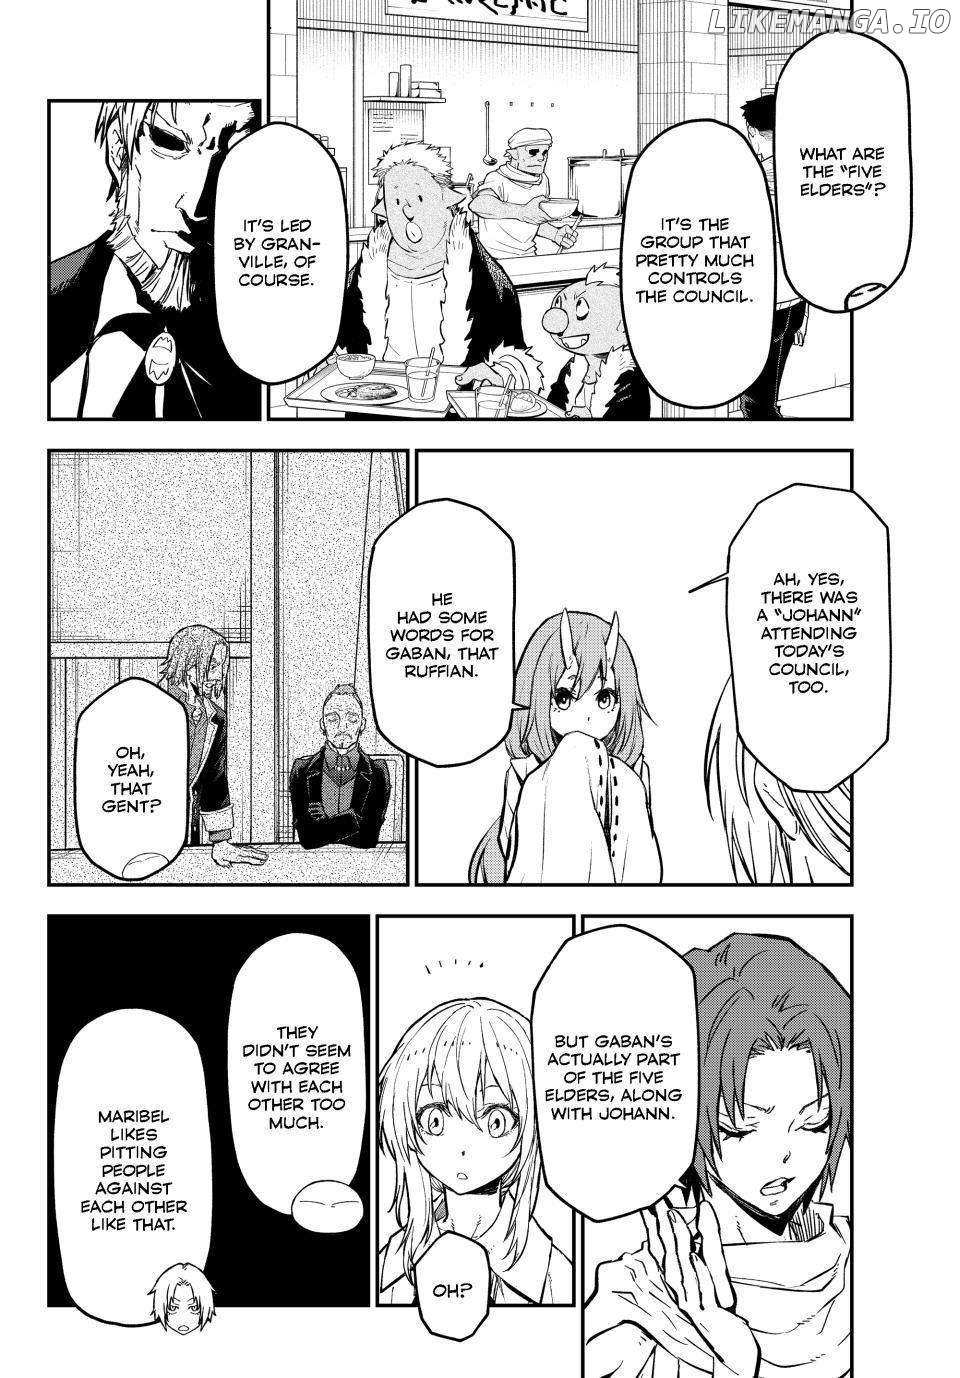 LIKEMANGA.IO
WHAT ARE
THE "FIVE
ELDERS"?
IT'S THE
GROUP THAT
PRETTY MUCH
CONTROLS
THE COUNCIL.
IT'S LED
BY GRAN-
VILLE, OF
COURSE.
AH, YES,
THERE WAS
A "JOHANN"
ATTENDING
TODAY'S
COUNCIL,
TOO.
HE
HAD SOME
WORDS FOR
GABAN, THAT
RUFFIAN.
OH,
YEAH,
THAT
GENT?
BUT GABAN'S
ACTUALLY PART
OF THE FIVE
ELDERS, ALONG
WITH JOHANN.
OH?
THEY
DIDN'T SEEM
TO AGREE
WITH EACH
OTHER TOO
MUCH.
MARIBEL
LIKES
PITTING
PEOPLE
AGAINST
EACH OTHER
LIKE THAT.